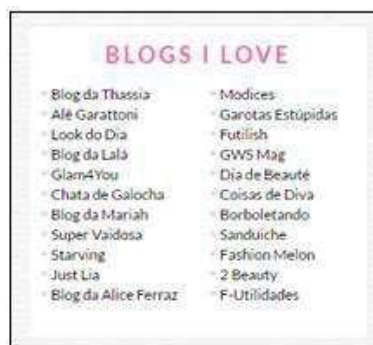 BLOGS I LOVE
Blog da Thassia
Alê Garattoni
Look do Dia
Blog da Lalá
Glam4You
Chata de Galocha
Blog da Mariah
Super Vaidosa
Starving
Just Lia
Blog da Alice Ferraz
Modices
Garotas Estúpidas
Futilish
GWS Mag
Dia de Beauté
Coisas de Diva
Borboletando
Sanduiche
Fashion Melon
2 Beauty
F-Utilidades